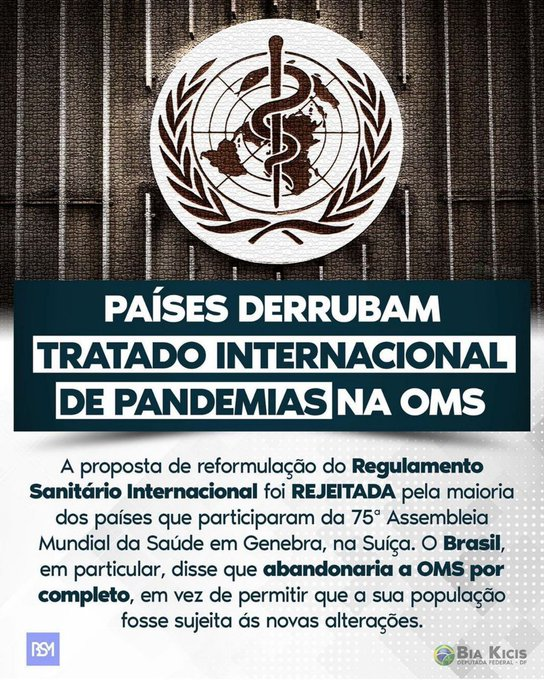 PAÍSES DERRUBAM
TRATADO INTERNACIONAL
DE PANDEMIAS NA OMS
A proposta de reformulação do Regulamento
Sanitário Internacional foi REJEITADA pela maioria
dos países que participaram da 75ª Assembleia
Mundial da Saúde em Genebra, na Suíça. O Brasil,
em particular, disse que abandonaria a OMS por
completo, em vez de permitir que a sua população
fosse sujeita ás novas alterações.
BSM
BIA KICIS
DEPUTADA FEDERAL - DF